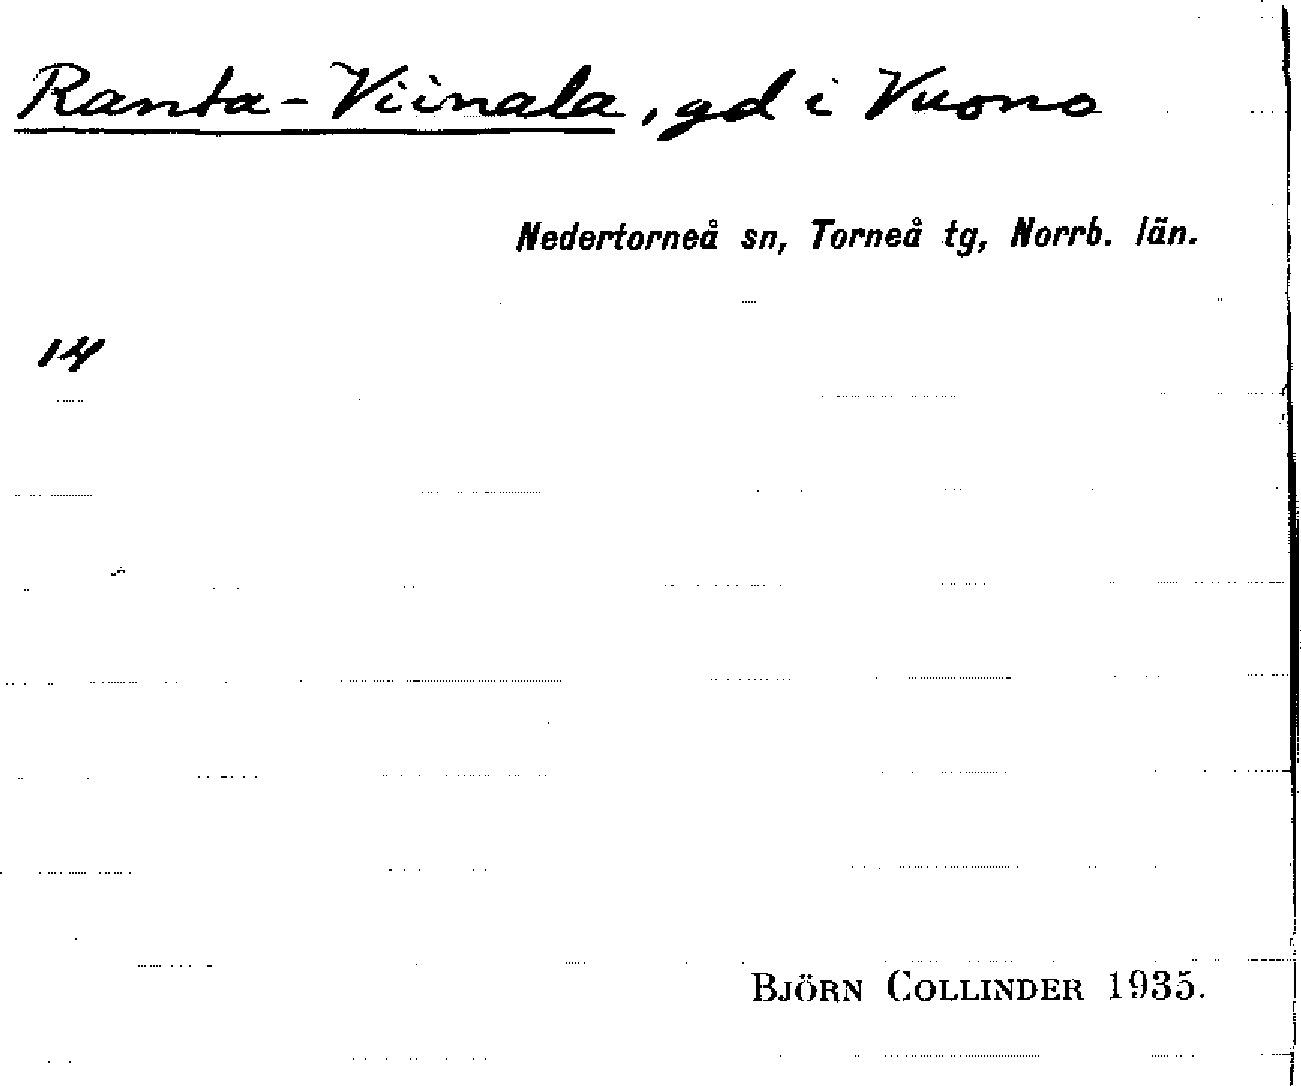 Ranta-Viinala, gd i Vuono
Nedertorneå sn, Torneå tg, Norrb. län.
14
BJÖRN COLLINDER 1935.